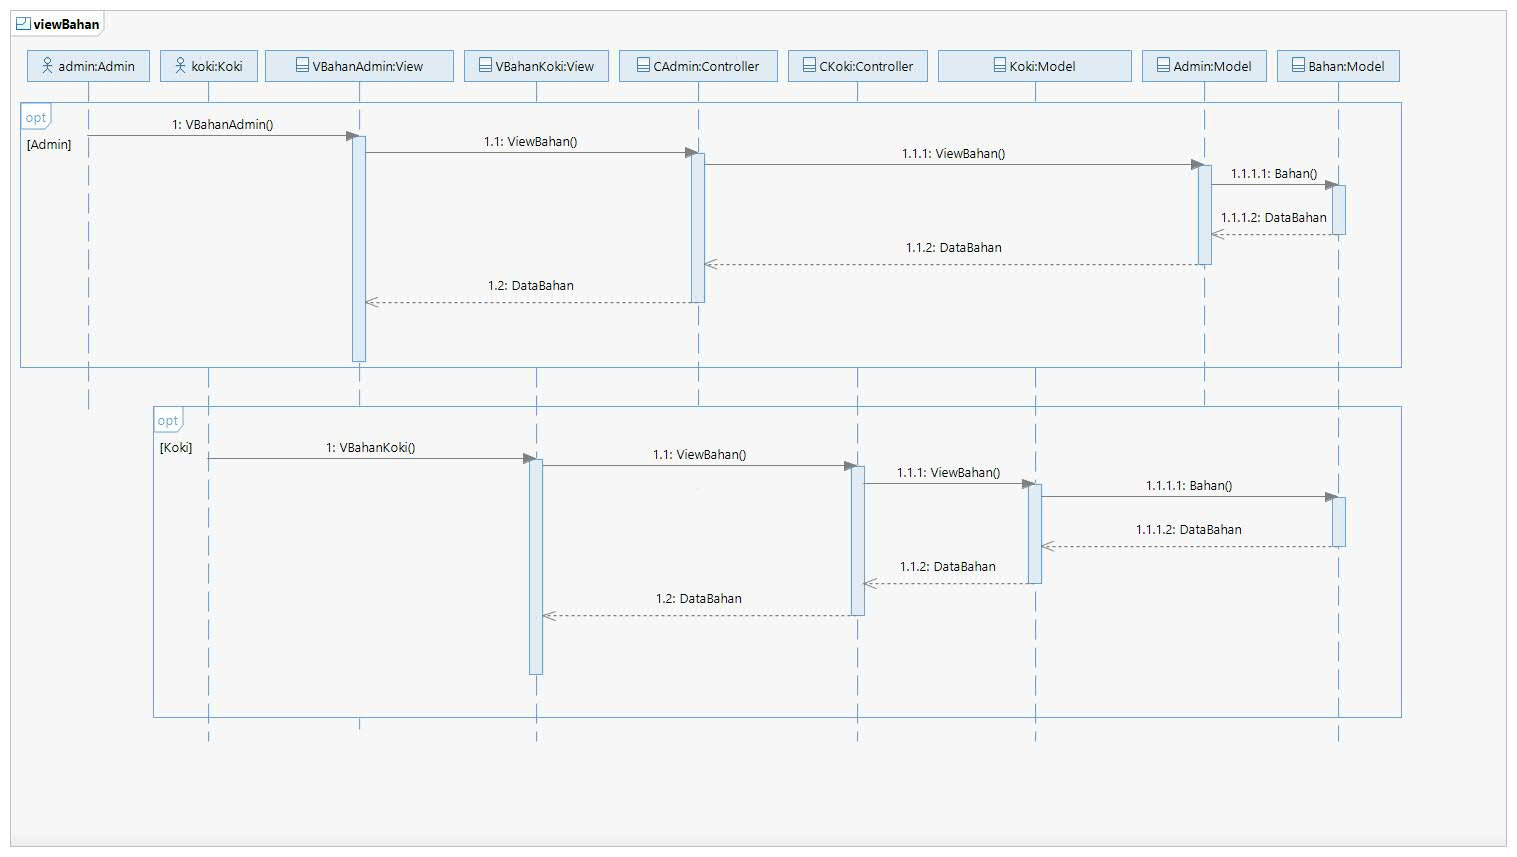 viewBahan
admin:Admin
koki:Koki
VBahanAdmin:View
VBahanKoki:View
CAdmin:Controller
CKoki:Controller
Koki:Model
Admin:Model
Bahan:Model
opt
[Admin]
1: VBahanAdmin()
1.1: ViewBahan()
1.1.1: ViewBahan()
1.1.1.1: Bahan()
1.1.1.2: DataBahan
1.1.2: DataBahan
1.2: DataBahan
opt
[Koki]
1: VBahanKoki()
1.1: ViewBahan()
1.1.1: ViewBahan()
1.1.1.1: Bahan()
1.1.1.2: DataBahan
1.1.2: DataBahan
1.2: DataBahan